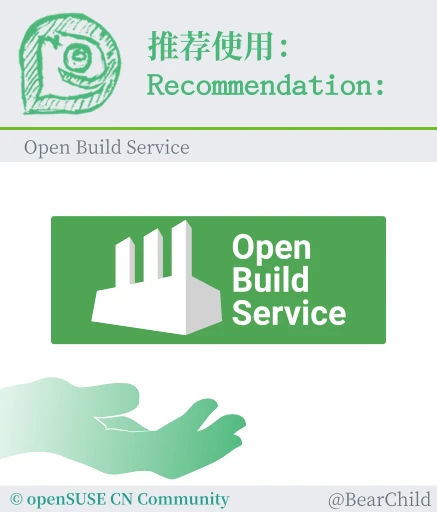 推荐使用:
Recommendation:
Open Build Service
Open
Build
Service
© openSUSE CN Community
@BearChild